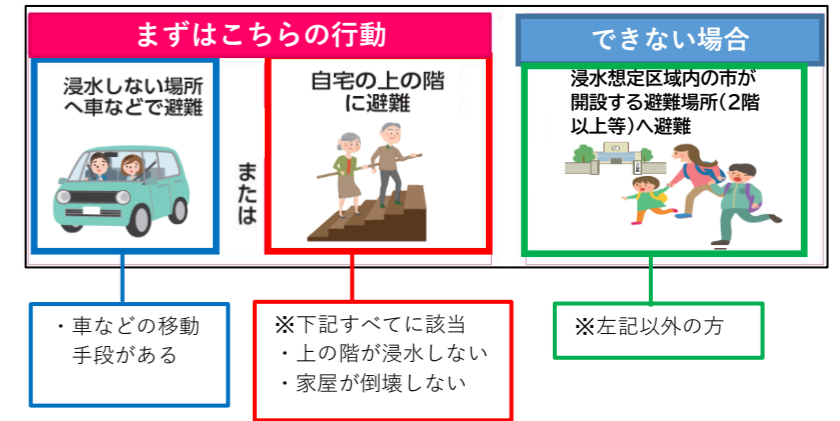 まずはこちらの行動
できない場合
浸水しない場所
へ車などで避難
または
自宅の上の階
に避難
浸水想定区域内の市が
開設する避難場所(2階
以上等)へ避難
・車などの移動
手段がある
※下記すべてに該当
・上の階が浸水しない
・家屋が倒壊しない
※左記以外の方